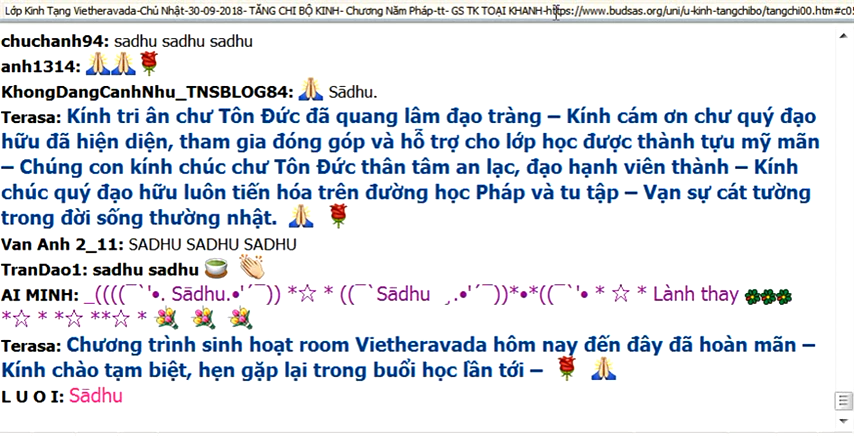 Lớp Kinh Tạng Vietheravada-Chủ Nhật-30-09-2018- TĂNG CHI BỘ KINH- Chương Năm Pháp-tt- GS TK TOẠI KHANH-https://www.budsas.org/uni/u-kinh-tangchibo/tangchi00.htm#c05
chuchanh94: sadhu sadhu sadhu
anh1314: 🙏🙏🌹
KhongDangCanhNhu_TNSBLOG84: 🙏 Sādhu.
Terasa: Kính tri ân chư Tôn Đức đã quang lâm đạo tràng – Kính cám ơn chư quý đạo
hữu đã hiện diện, tham gia đóng góp và hỗ trợ cho lớp học được thành tựu mỹ mãn
– Chúng con kính chúc chư Tôn Đức thân tâm an lạc, đạo hạnh viên thành – Kính
chúc quý đạo hữu luôn tiến hóa trên đường học Pháp và tu tập – Vạn sự cát tường
trong đời sống thường nhật. 🙏 🌹
Van Anh 2_11: SADHU SADHU SADHU
TranDao1: sadhu sadhu 🍵 👏
AI MINH: _((((¯`'•. Sādhu.•'´¯)) *☆ * ((¯`Sādhu ¸.•'´¯))*•*((¯`'• * ☆ * Lành thay
*☆ * *☆ **☆ * 💐 💐 💐
Terasa: Chương trình sinh hoạt room Vietheravada hôm nay đến đây đã hoàn mãn –
Kính chào tạm biệt, hẹn gặp lại trong buổi học lần tới – 🌹 🙏
L U O I: Sādhu